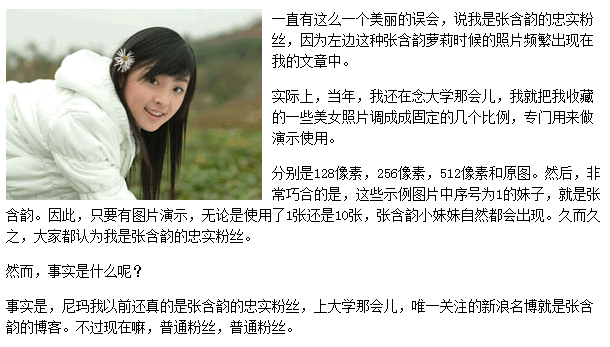 一直有这么一个美丽的误会，说我是张含韵的忠实粉
丝，因为左边这种张含韵萝莉时候的照片频繁出现在
我的文章中。
实际上，当年，我还在念大学那会儿，我就把我收藏
的一些美女照片调成成固定的几个比例，专门用来做
演示使用。
分别是128像素，256像素，512像素和原图。然后，非
常巧合的是，这些示例图片中序号为1的妹子，就是张
含韵。因此，只要有图片演示，无论是使用了1张还是10张，张含韵小妹妹自然都会出现。久而久
之，大家都认为我是张含韵的忠实粉丝。
然而，事实是什么呢？
事实是，尼玛我以前还真的是张含韵的忠实粉丝，上大学那会儿，唯一关注的新浪名博就是张含
韵的博客。不过现在嘛，普通粉丝，普通粉丝。